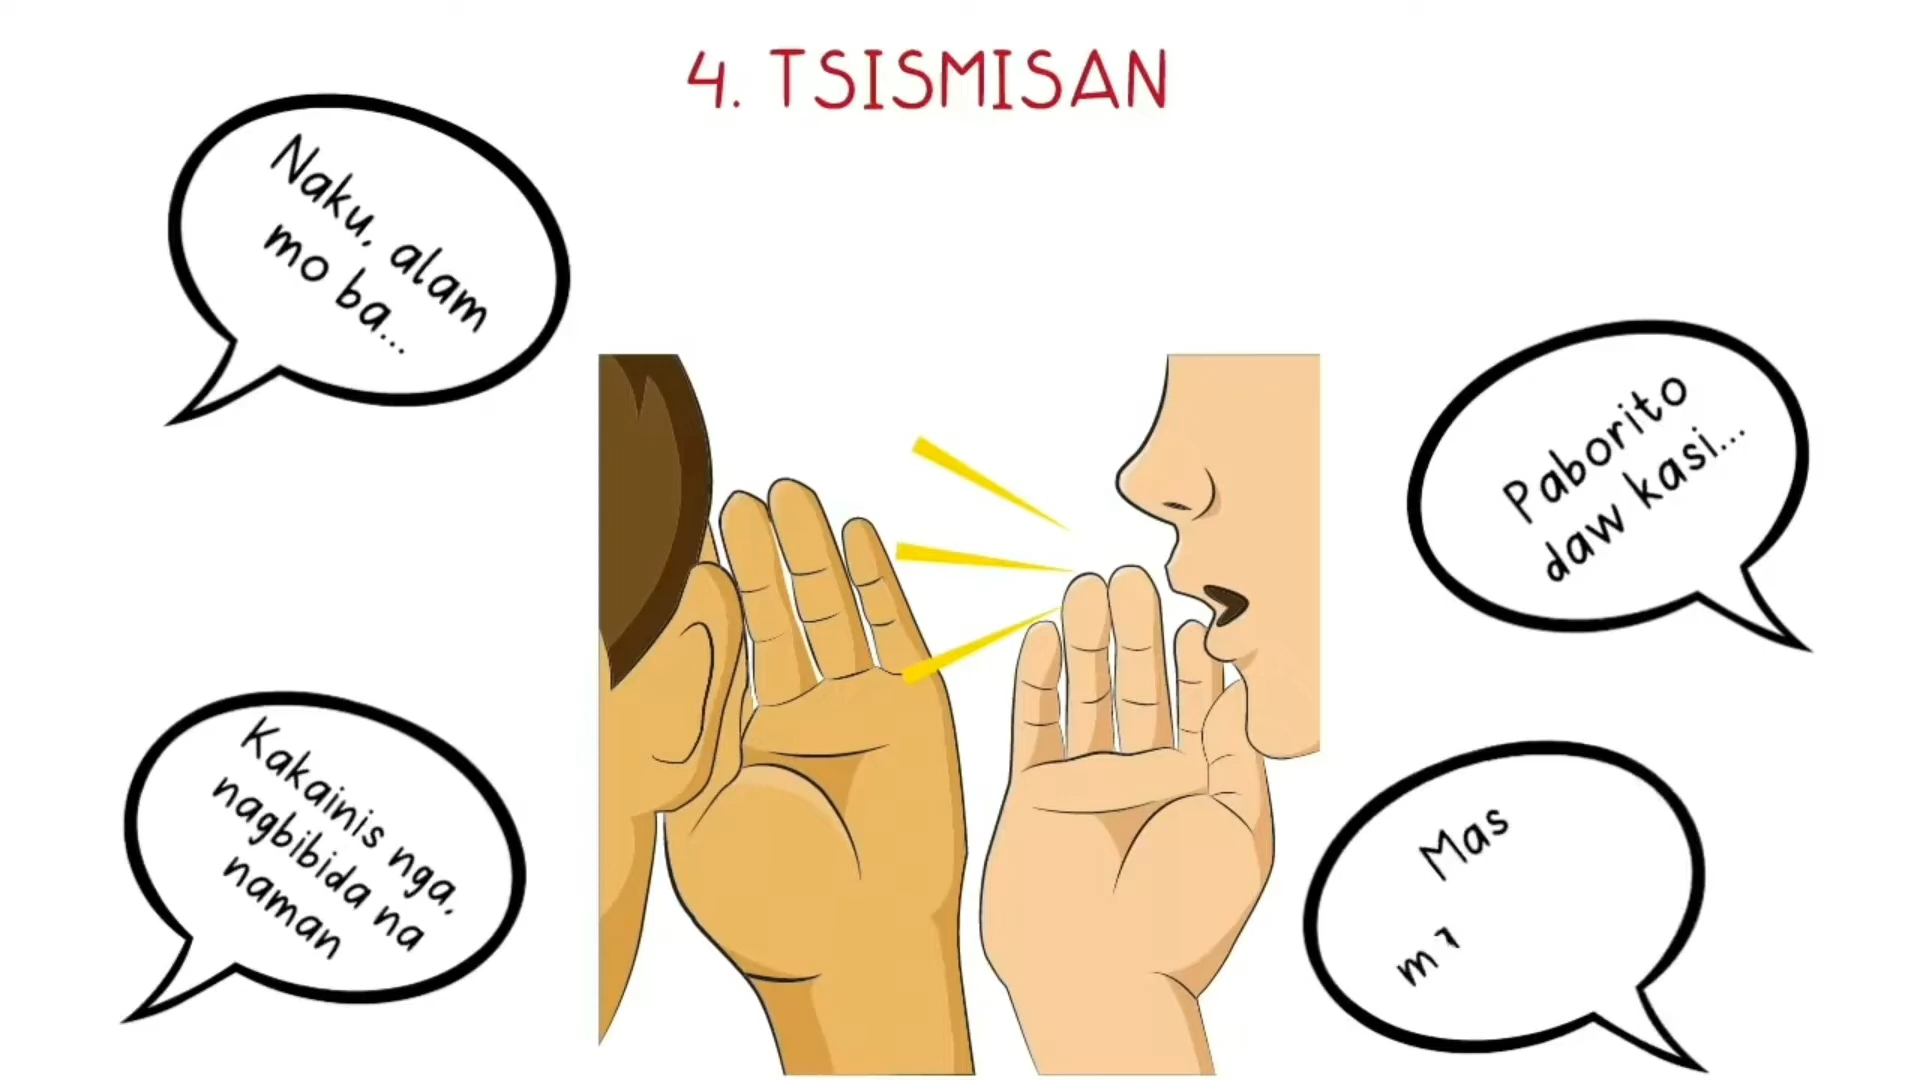 4. TSISMISAN
Naku, alam
mo ba...
Paborito
daw kasi...
Kakainis nga,
nagbibida na
naman
Mas